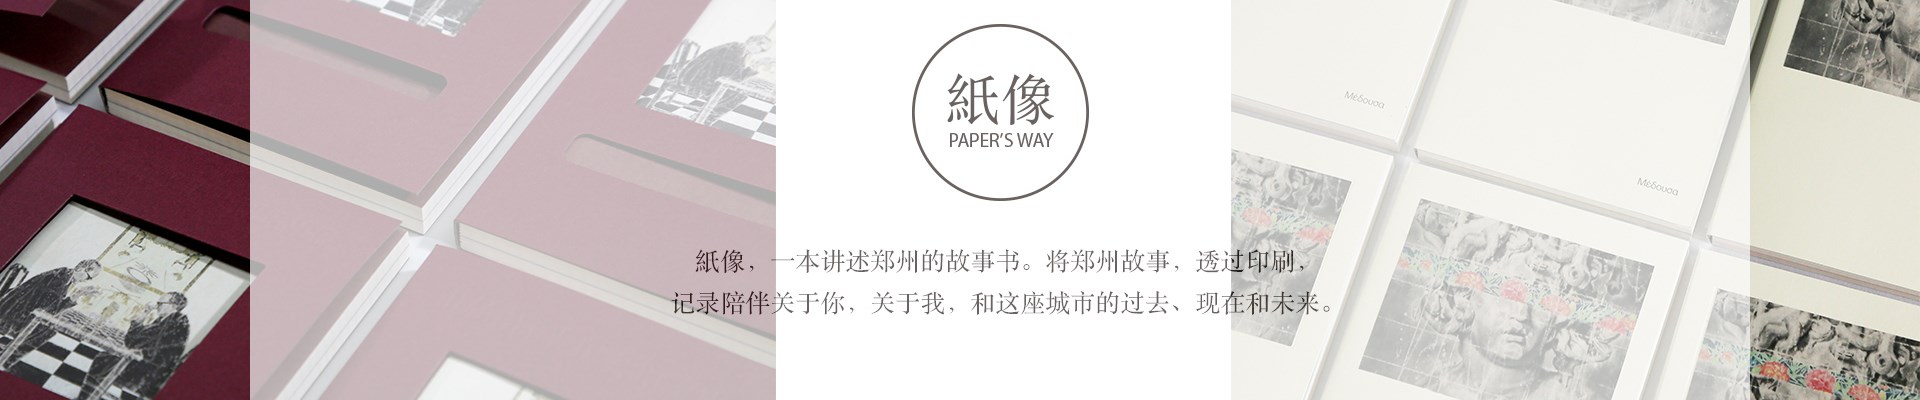 紙像
PAPER'S WAY
Médousa
Médousa
紙像，一本讲述郑州的故事书。将郑州故事，透过印刷，
记录陪伴关于你，关于我，和这座城市的过去、现在和未来。